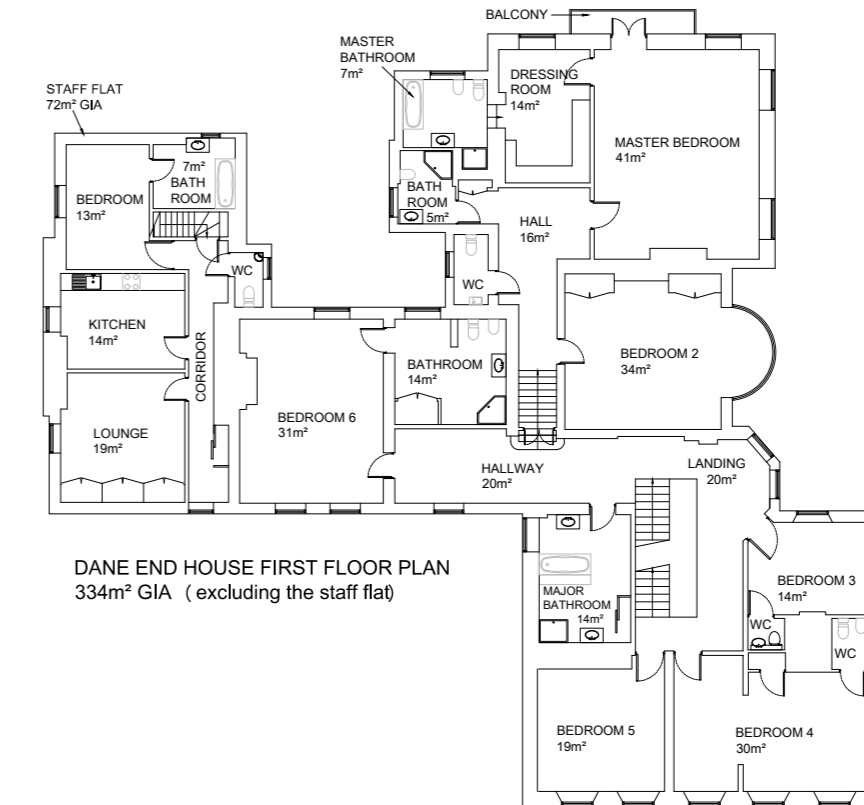 BALCONY
MASTER
BATHROOM
7m²
DRESSING
ROOM
14m²
STAFF FLAT
72m² GIA
MASTER BEDROOM
41m²
7m²
BATH
ROOM
BEDROOM
13m²
BATH
ROOM
5m²
HALL
16m²
WC
WC
KITCHEN
14m²
CORRIDOR
BATHROOM
14m²
BEDROOM 2
34m²
BEDROOM 6
31m²
LOUNGE
19m²
HALLWAY
20m²
LANDING
20m²
DANE END HOUSE FIRST FLOOR PLAN
334m² GIA ( excluding the staff flat)
MAJOR
BATHROOM
14m²
BEDROOM 3
14m²
WC
WC
BEDROOM 5
19m²
BEDROOM 4
30m²